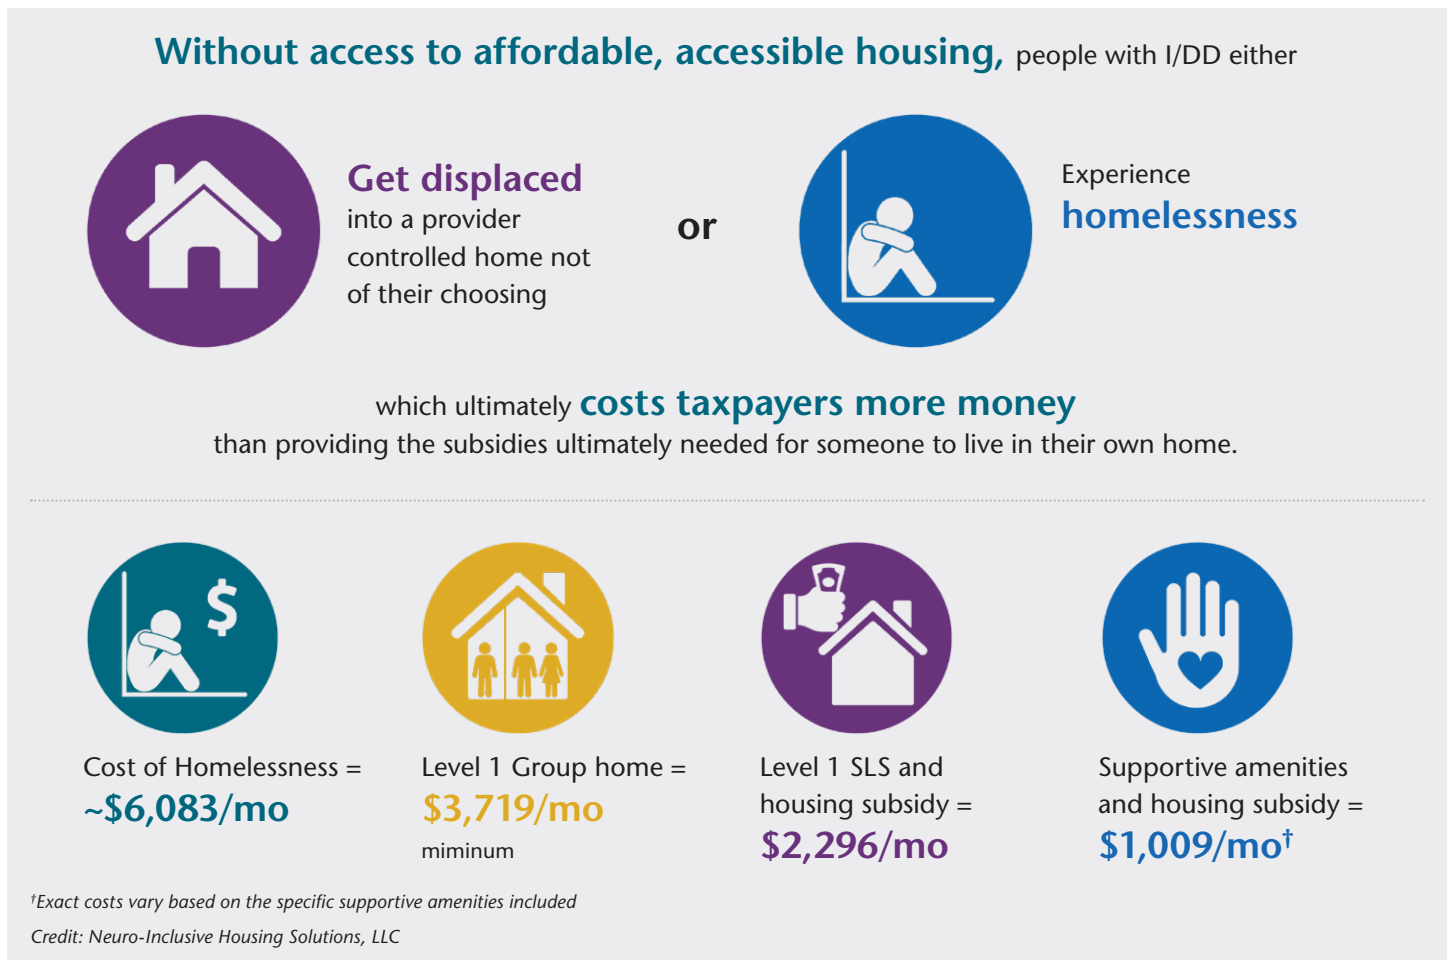 Without access to affordable, accessible housing, people with I/DD either
Get displaced
into a provider
controlled home not
of their choosing
or
Experience
homelessness
which ultimately costs taxpayers more money
than providing the subsidies ultimately needed for someone to live in their own home.
$
Cost of Homelessness =
~$6,083/mo
Level 1 Group home =
$3,719/mo
miminum
Level 1 SLS and
housing subsidy =
$2,296/mo
Supportive amenities
and housing subsidy =
$1,009/mo†
†Exact costs vary based on the specific supportive amenities included
Credit: Neuro-Inclusive Housing Solutions, LLC